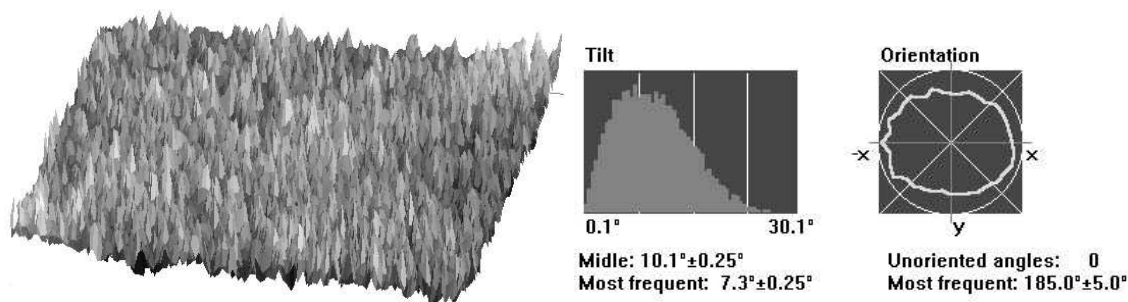 Tilt
0.1° 30.1°
Midle: 10.1°±0.25°
Most frequent: 7.3°±0.25°
Orientation
-x x
y
Unoriented angles: 0
Most frequent: 185.0°±5.0°